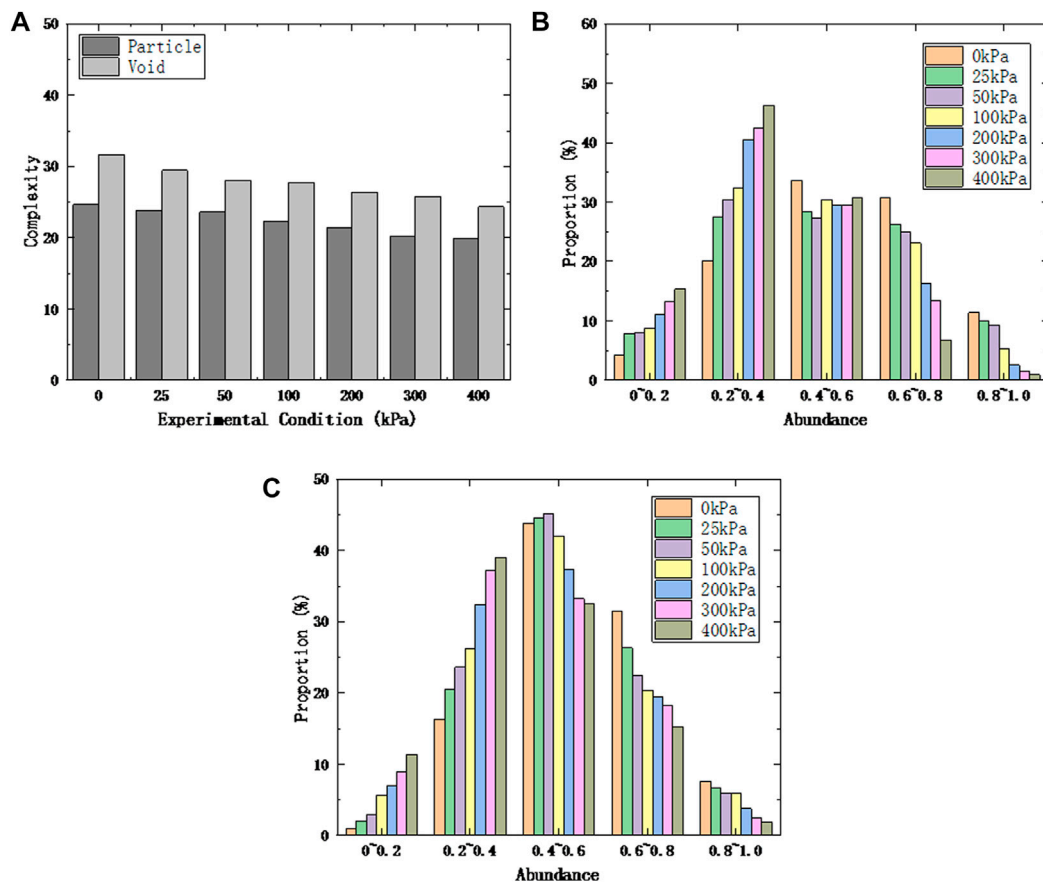 A
50
40
30
20
10
0
Complexity
Particle
Void
0 25 50 100 200 300 400
Experimental Condition (kPa)
B
60
50
40
30
20
10
0
Proportion (%)
0kPa
25kPa
50kPa
100kPa
200kPa
300kPa
400kPa
0~0.2 0.2~0.4 0.4~0.6 0.6~0.8 0.8~1.0
Abundance
C
50
40
30
20
10
0
Proportion (%)
0kPa
25kPa
50kPa
100kPa
200kPa
300kPa
400kPa
0~0.2 0.2~0.4 0.4~0.6 0.6~0.8 0.8~1.0
Abundance